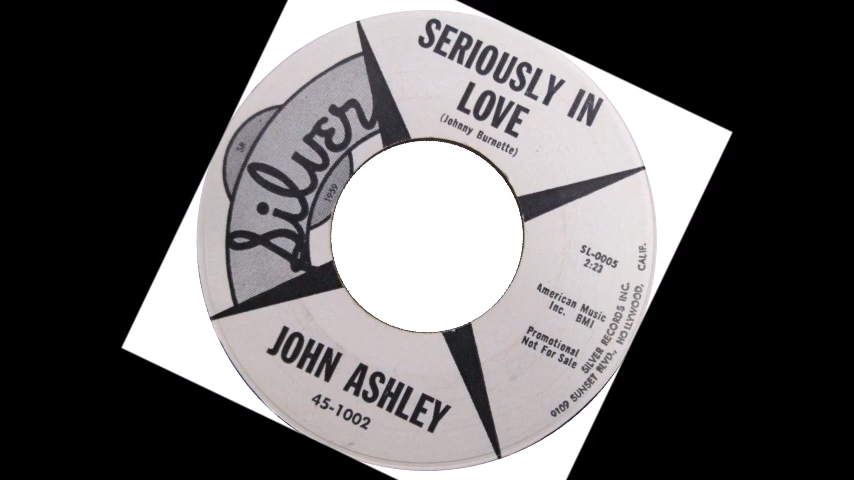 SERIOUSLY IN
LOVE
(Johnny Burnette)
SR
Silver
1959
SL-0005
2:23
American Music
Inc. BMI
Promotional
Not For Sale
SILVER RECORDS INC.
9109 SUNSET BLVD., HOLLYWOOD, CALIF.
JOHN ASHLEY
45-1002